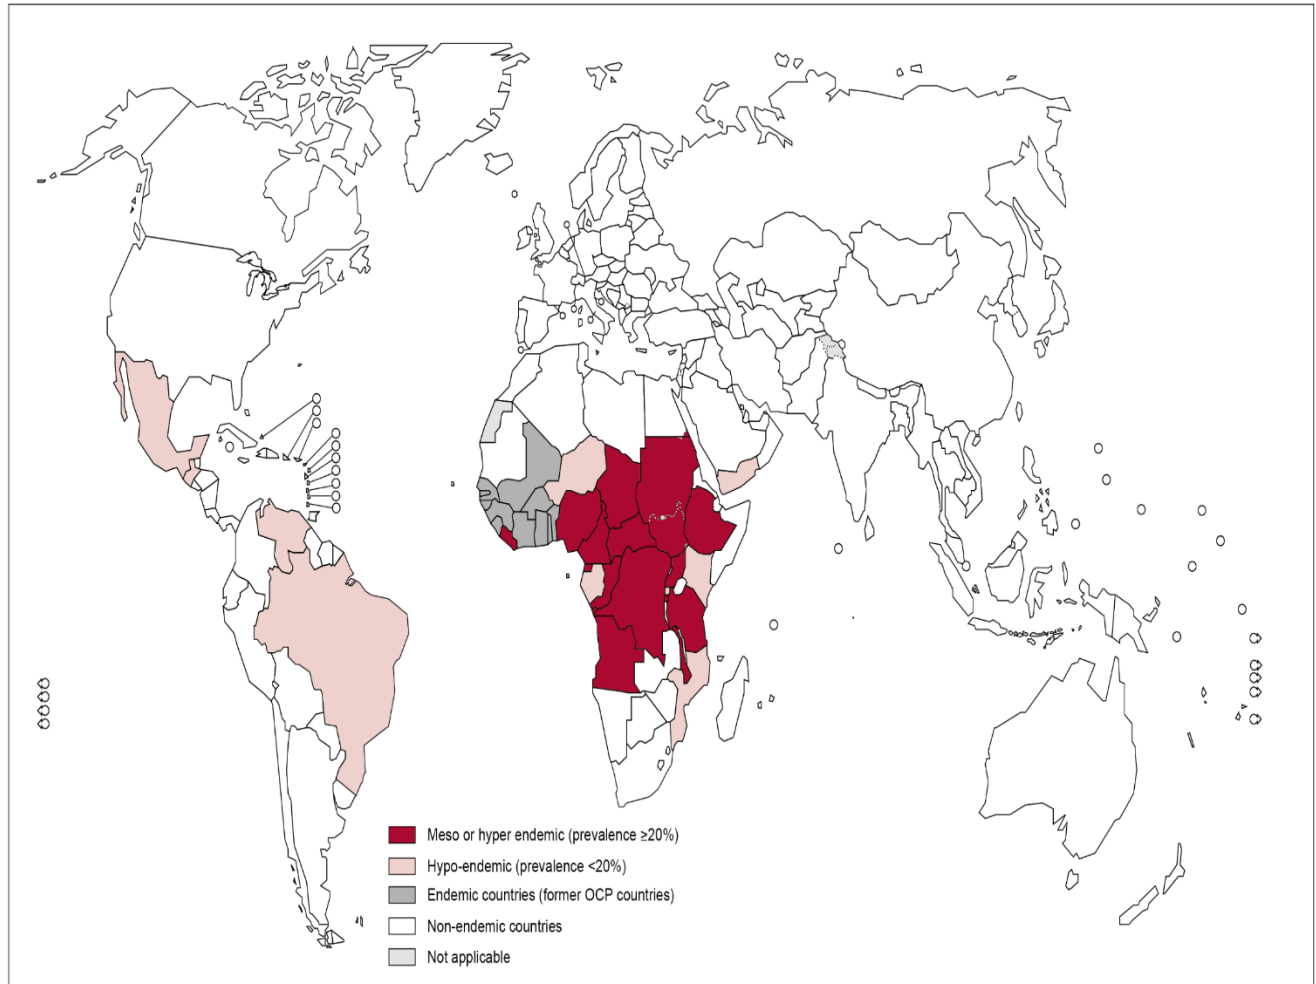 Meso or hyper endemic (prevalence ≥20%)
Hypo-endemic (prevalence <20%)
Endemic countries (former OCP countries)
Non-endemic countries
Not applicable